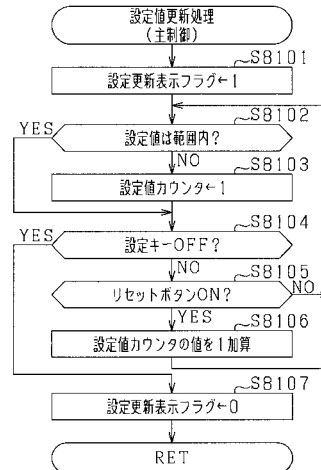 設定値更新処理
(主制御)
S8101
設定更新表示フラグ←1
S8102
設定値は範囲内?
YES
NO
S8103
設定値カウンタ←1
S8104
設定キーOFF?
YES
NO
S8105
リセットボタンON?
NO
YES
S8106
設定値カウンタの値を1加算
S8107
設定更新表示フラグ←0
RET